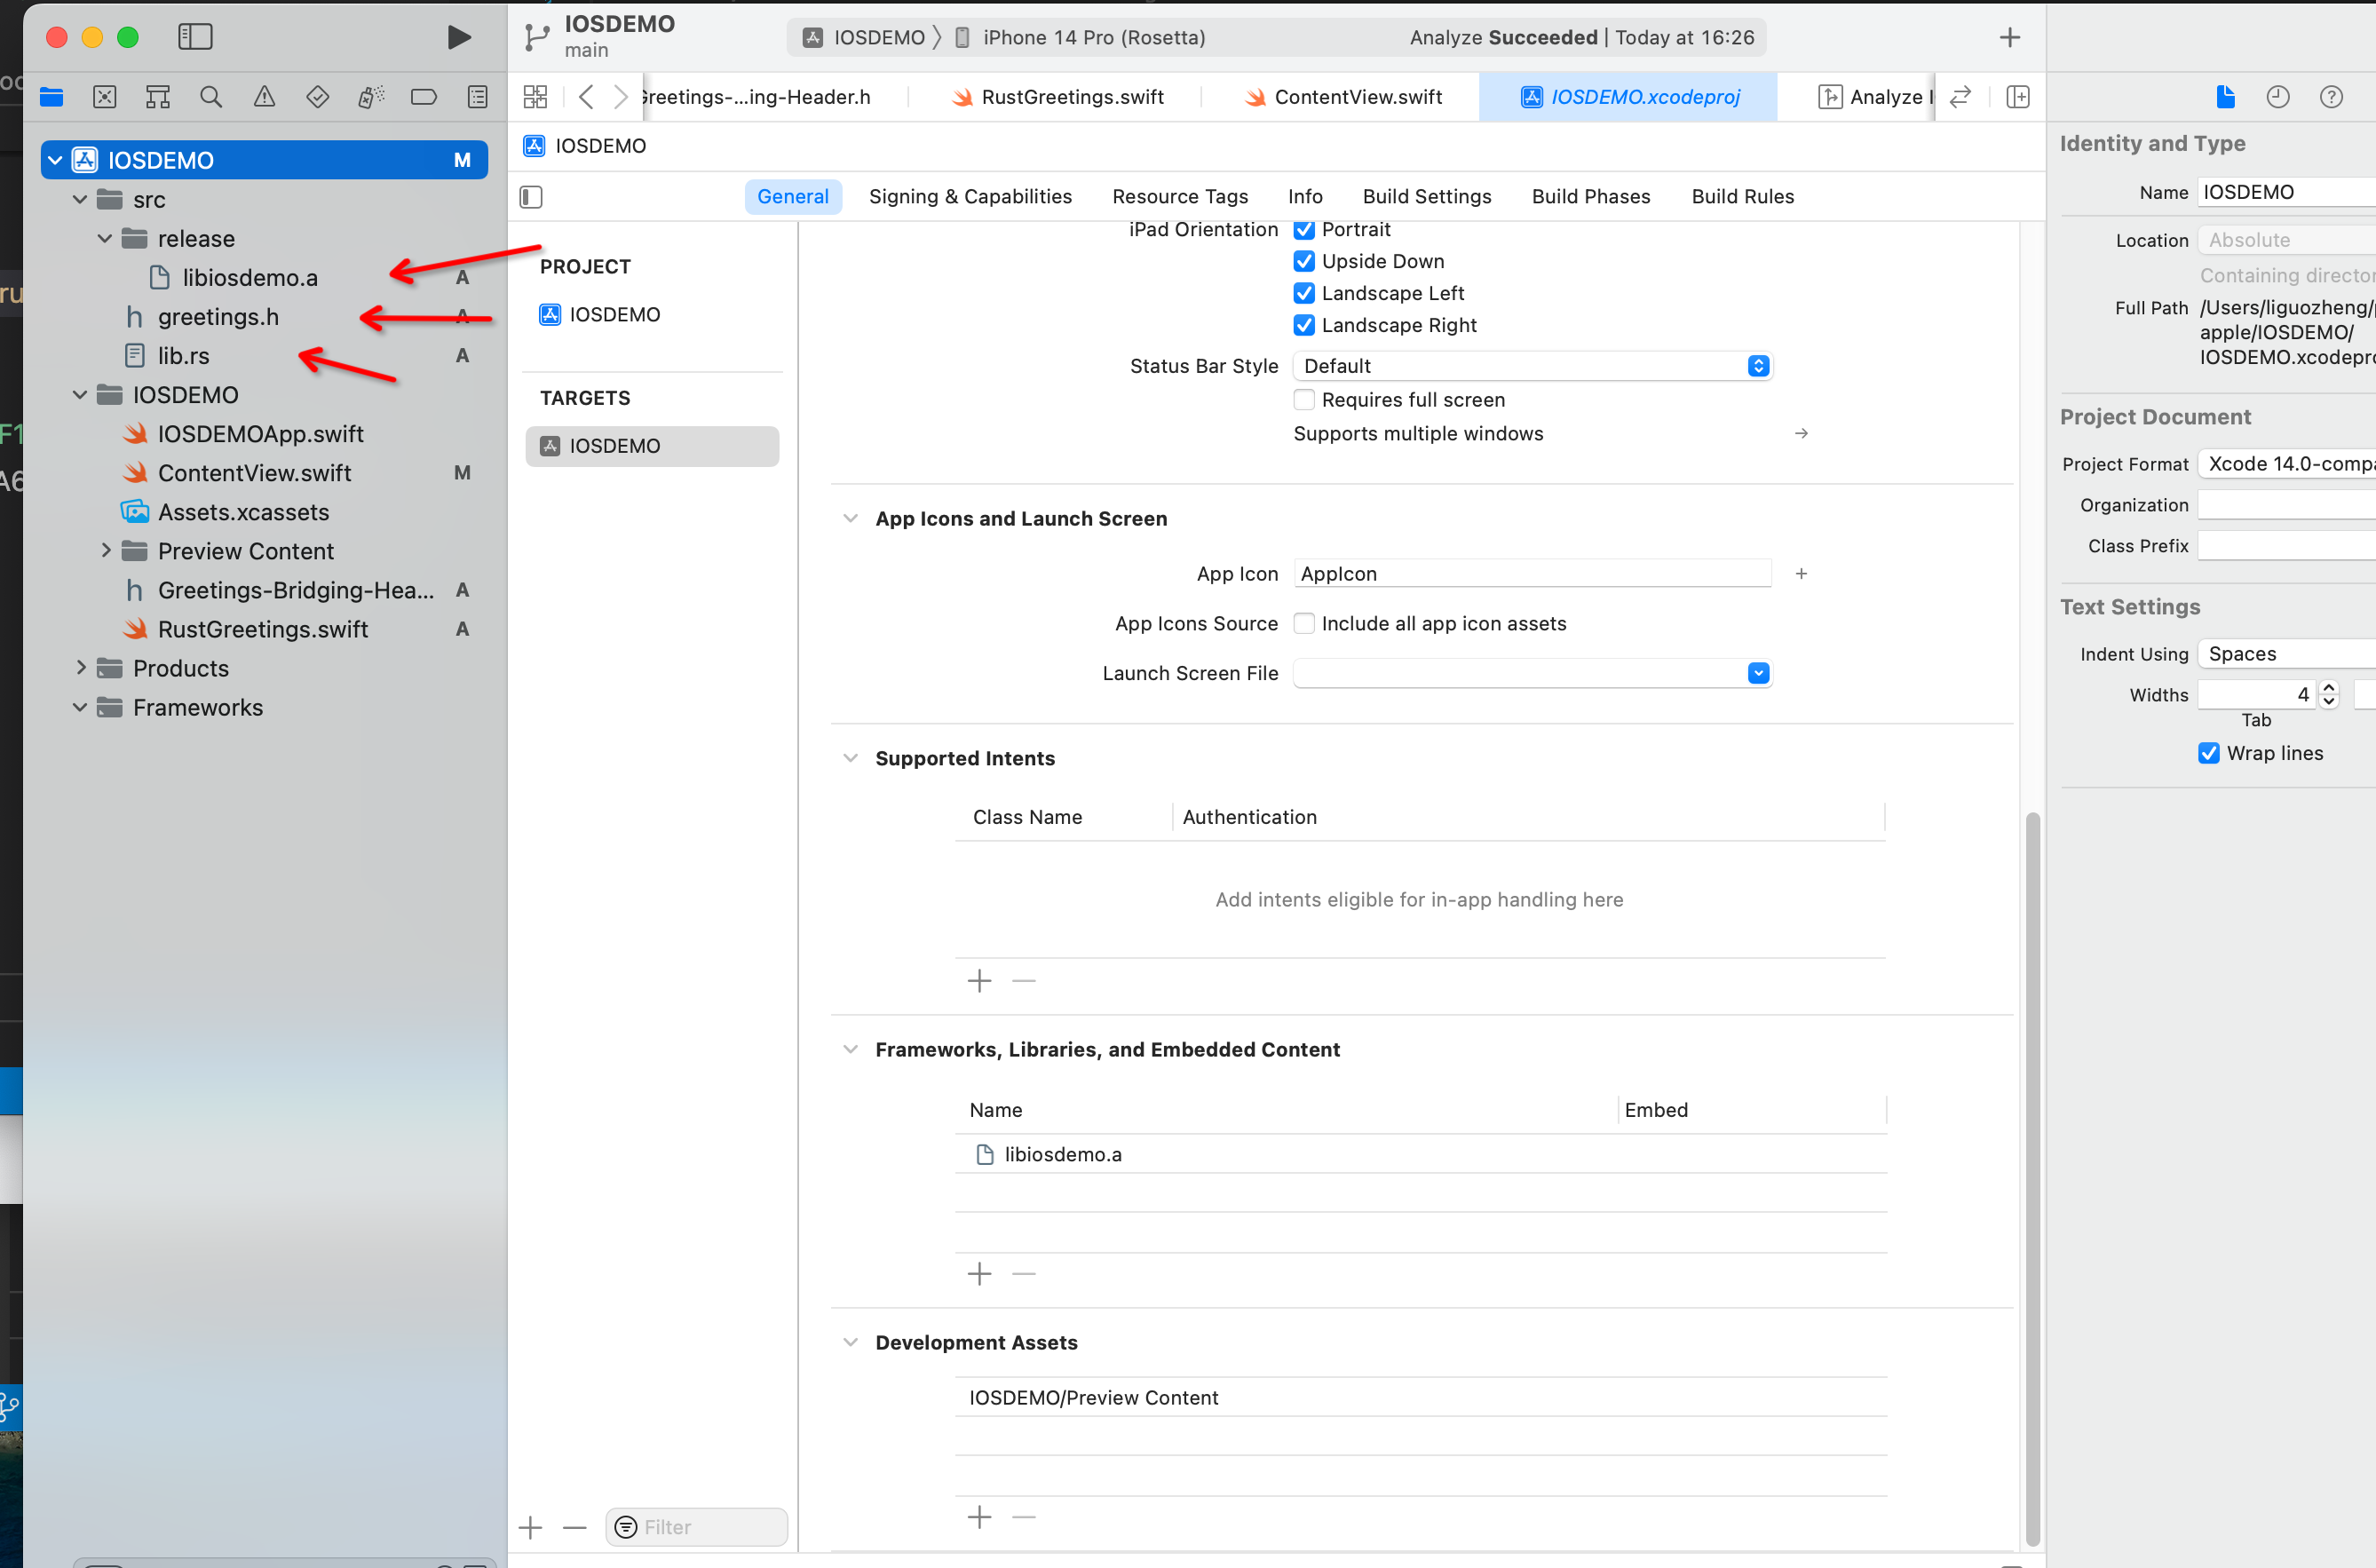 IOSDEMO
main
IOSDEMO
iPhone 14 Pro (Rosetta)
Analyze Succeeded | Today at 16:26
Greetings-...ing-Header.h
RustGreetings.swift
ContentView.swift
IOSDEMO.xcodeproj
Analyze
IOSDEMO
General
Signing & Capabilities
Resource Tags
Info
Build Settings
Build Phases
Build Rules
IOSDEMO M
src
release
libiosdemo.a A
greetings.h A
lib.rs A
IOSDEMO
IOSDEMOApp.swift
ContentView.swift M
Assets.xcassets
Preview Content
Greetings-Bridging-Hea... A
RustGreetings.swift A
Products
Frameworks
PROJECT
IOSDEMO
TARGETS
IOSDEMO
Filter
iPad Orientation Portrait
Upside Down
Landscape Left
Landscape Right
Status Bar Style Default
Requires full screen
Supports multiple windows
App Icons and Launch Screen
App Icon AppIcon
App Icons Source Include all app icon assets
Launch Screen File
Supported Intents
Class Name Authentication
Add intents eligible for in-app handling here
Frameworks, Libraries, and Embedded Content
Name Embed
libiosdemo.a
Development Assets
IOSDEMO/Preview Content
Identity and Type
Name IOSDEMO
Location Absolute
Containing director
Full Path /Users/liguozheng/
apple/IOSDEMO/
IOSDEMO.xcodepro
Project Document
Project Format Xcode 14.0-compa
Organization
Class Prefix
Text Settings
Indent Using Spaces
Widths 4
Tab
Wrap lines